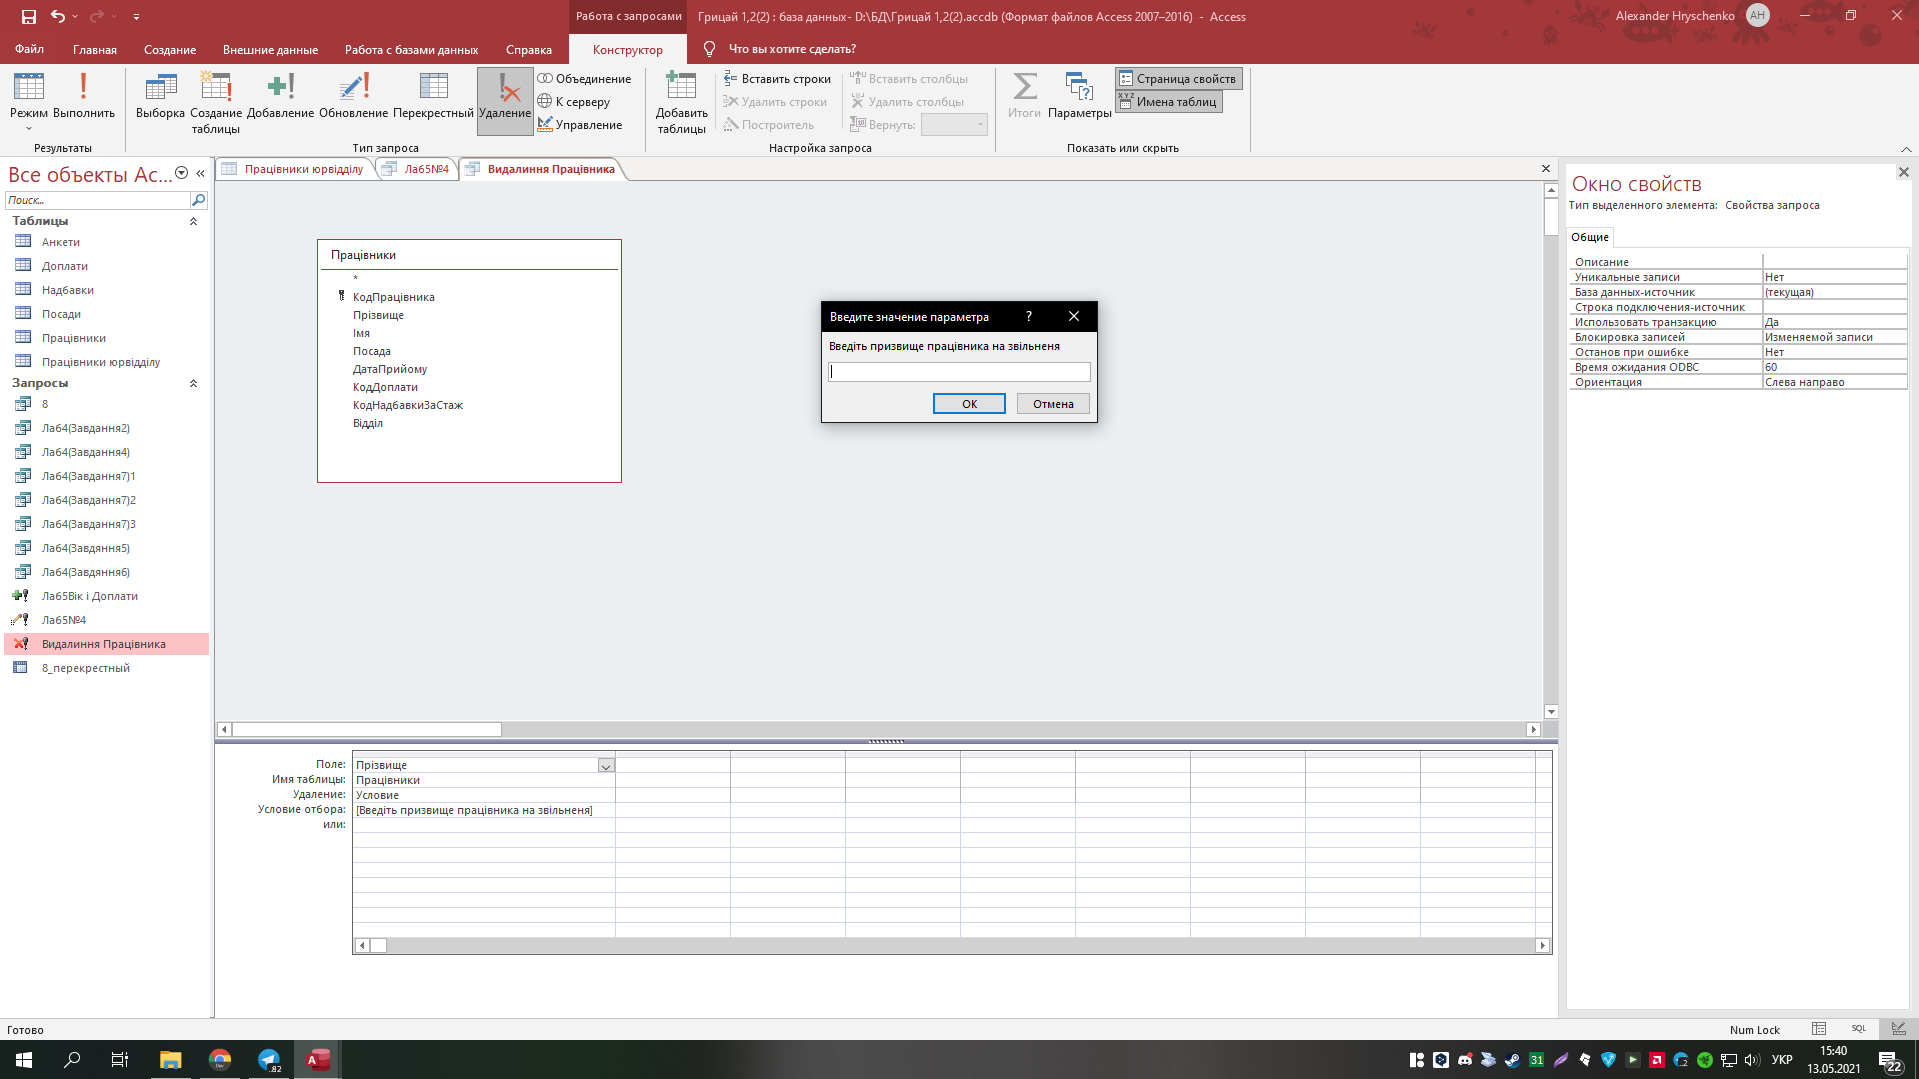 Работа с запросами
Грицай 1,2(2) : база данных- D:\БД\Грицай 1,2(2).accdb (Формат файлов Access 2007–2016) - Access
Alexander Hryschenko
AH
Файл
Главная
Создание
Внешние данные
Работа с базами данных
Справка
Конструктор
Что вы хотите сделать?
Режим
Выполнить
Результаты
Выборка
Создание таблицы
Добавление
Обновление
Перекрестный
Удаление
Объединение
К серверу
Управление
Тип запроса
Добавить таблицы
Вставить строки
Удалить строки
Построитель
Вставить столбцы
Удалить столбцы
Вернуть:
Настройка запроса
Итоги
Параметры
Страница свойств
XYZ
Имена таблиц
Показать или скрыть
Все объекты Ac...
Поиск...
Таблицы
Анкети
Доплати
Надбавки
Посади
Працівники
Працівники юрвідділу
Запросы
8
Ла64(Завдання2)
Ла64(Завдання4)
Ла64(Завдання7)1
Ла64(Завдання7)2
Ла64(Завдання7)3
Ла64(Завдяння5)
Ла64(Завдяння6)
Ла65Вік і Доплати
Ла65№4
Видалиння Працівника
8_перекрестный
Працівники юрвідділу
Ла65№4
Видалиння Працівника
Працівники
*
КодПрацівника
Прізвище
Імя
Посада
ДатаПрийому
КодДоплати
КодНадбавкиЗаСтаж
Відділ
Введите значение параметра
?
Введіть призвище працівника на звільненя
ОК
Отмена
Поле: Прізвище
Имя таблицы: Працівники
Удаление: Условие
Условие отбора: [Введіть призвище працівника на звільненя]
или:
Окно свойств
Тип выделенного элемента: Свойства запроса
Общие
Описание
Уникальные записи Нет
База данных-источник (текущая)
Строка подключения-источник
Использовать транзакцию Да
Блокировка записей Изменяемой записи
Останов при ошибке Нет
Время ожидания ODBC 60
Ориентация Слева направо
Готово
Num Lock
SQL
Dev
.82
A
31
УКР
15:40
13.05.2021
22